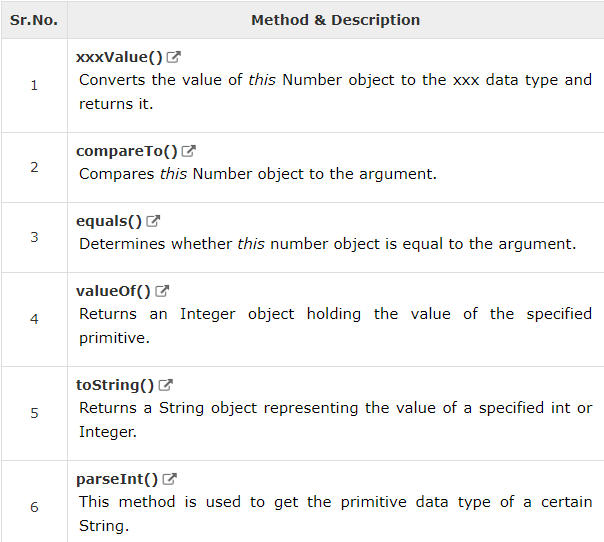 Sr.No. Method & Description
xxxValue()
1 Converts the value of this Number object to the xxx data type and
returns it.
compareTo()
2 Compares this Number object to the argument.
equals()
3 Determines whether this number object is equal to the argument.
valueOf()
4 Returns an Integer object holding the value of the specified
primitive.
toString()
5 Returns a String object representing the value of a specified int or
Integer.
parseInt()
6 This method is used to get the primitive data type of a certain
String.